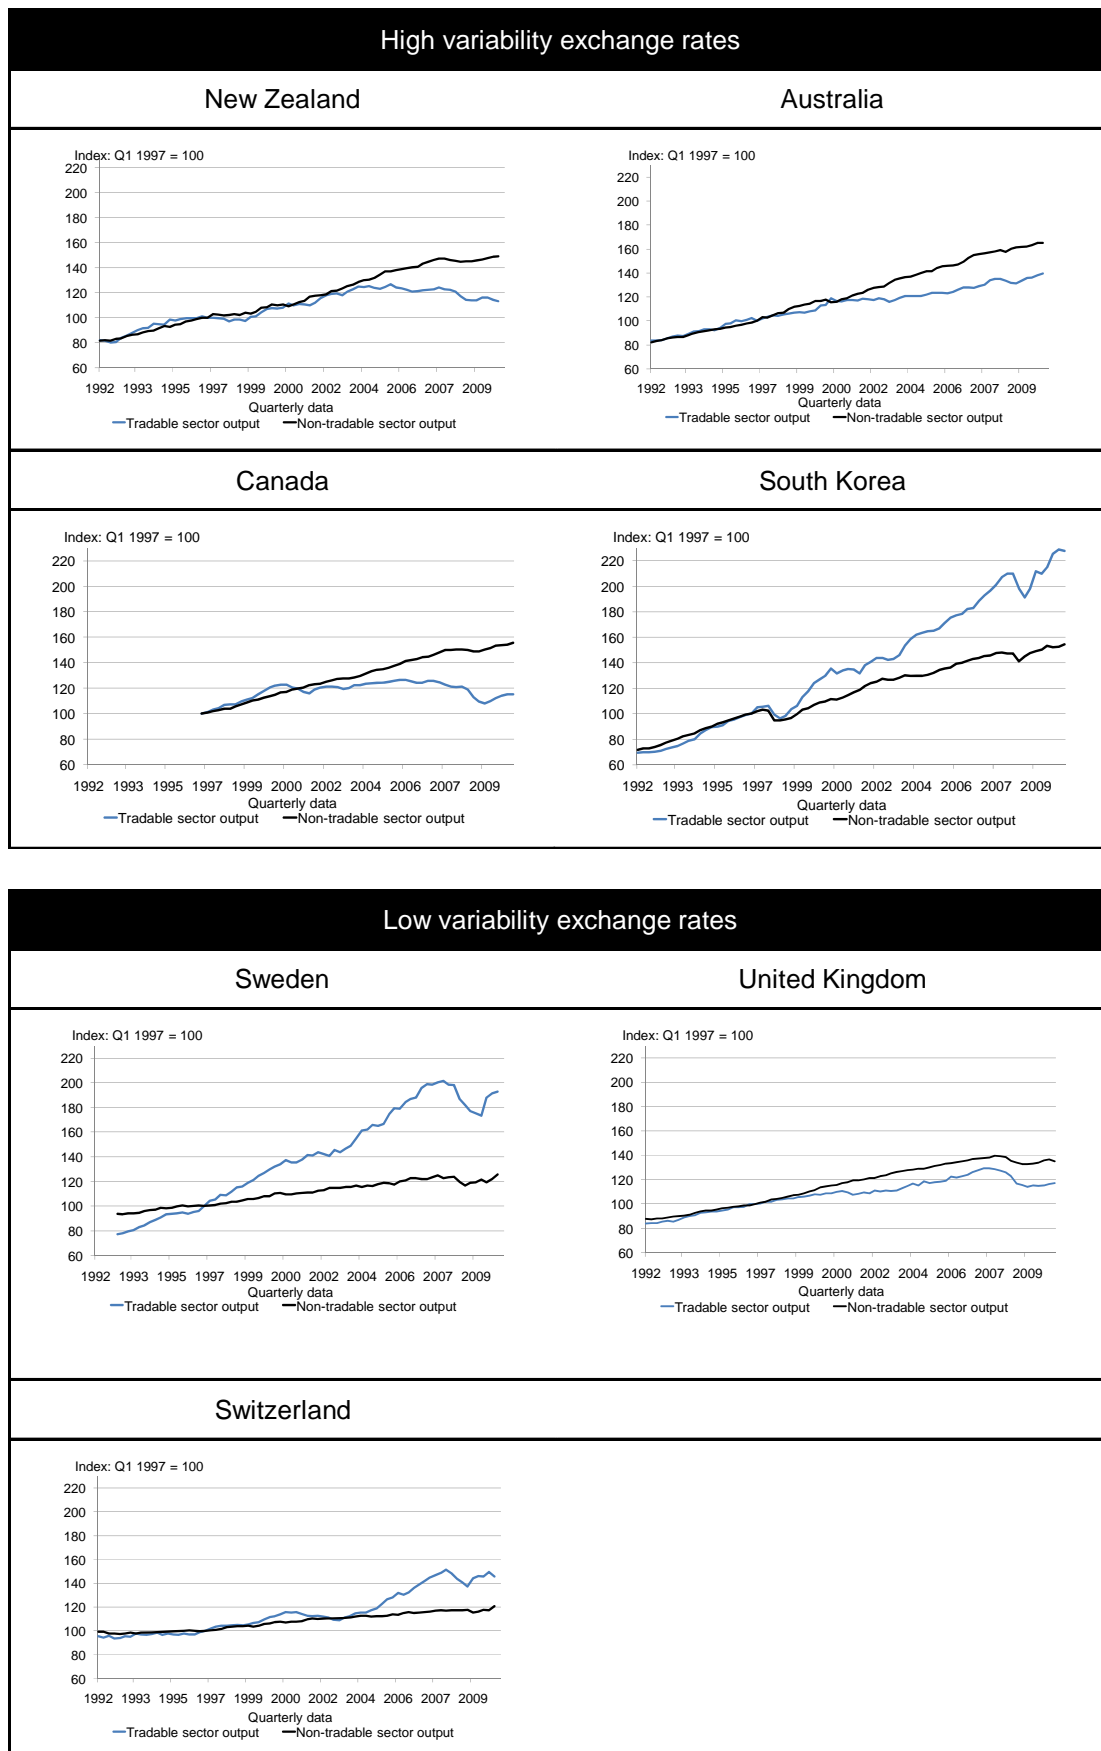 High variability exchange rates
New Zealand
Australia
Index: Q1 1997 = 100
220
200
180
160
140
120
100
80
60
1992 1993 1995 1997 1999 2000 2002 2004 2006 2007 2009
Quarterly data
Tradable sector output Non-tradable sector output
Index: Q1 1997 = 100
220
200
180
160
140
120
100
80
60
1992 1993 1995 1997 1999 2000 2002 2004 2006 2007 2009
Quarterly data
Tradable sector output Non-tradable sector output
Canada
South Korea
Index: Q1 1997 = 100
220
200
180
160
140
120
100
80
60
1992 1993 1995 1997 1999 2000 2002 2004 2006 2007 2009
Quarterly data
Tradable sector output Non-tradable sector output
Index: Q1 1997 = 100
220
200
180
160
140
120
100
80
60
1992 1993 1995 1997 1999 2000 2002 2004 2006 2007 2009
Quarterly data
Tradable sector output Non-tradable sector output
Low variability exchange rates
Sweden
United Kingdom
Index: Q1 1997 = 100
220
200
180
160
140
120
100
80
60
1992 1993 1995 1997 1999 2000 2002 2004 2006 2007 2009
Quarterly data
Tradable sector output Non-tradable sector output
Index: Q1 1997 = 100
220
200
180
160
140
120
100
80
60
1992 1993 1995 1997 1999 2000 2002 2004 2006 2007 2009
Quarterly data
Tradable sector output Non-tradable sector output
Switzerland
Index: Q1 1997 = 100
220
200
180
160
140
120
100
80
60
1992 1993 1995 1997 1999 2000 2002 2004 2006 2007 2009
Quarterly data
Tradable sector output Non-tradable sector output